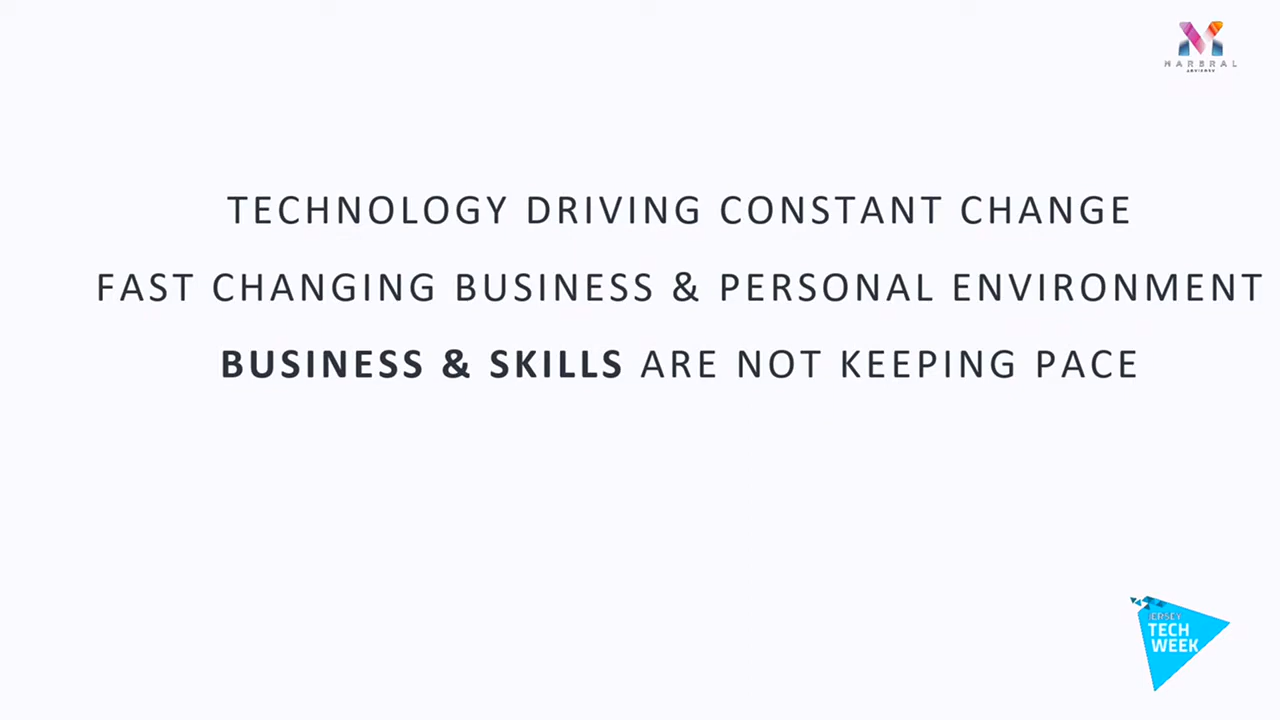 MARBRAL
ADVISORY
TECHNOLOGY DRIVING CONSTANT CHANGE
FAST CHANGING BUSINESS & PERSONAL ENVIRONMENT
BUSINESS & SKILLS ARE NOT KEEPING PACE
JERSEY
TECH
WEEK